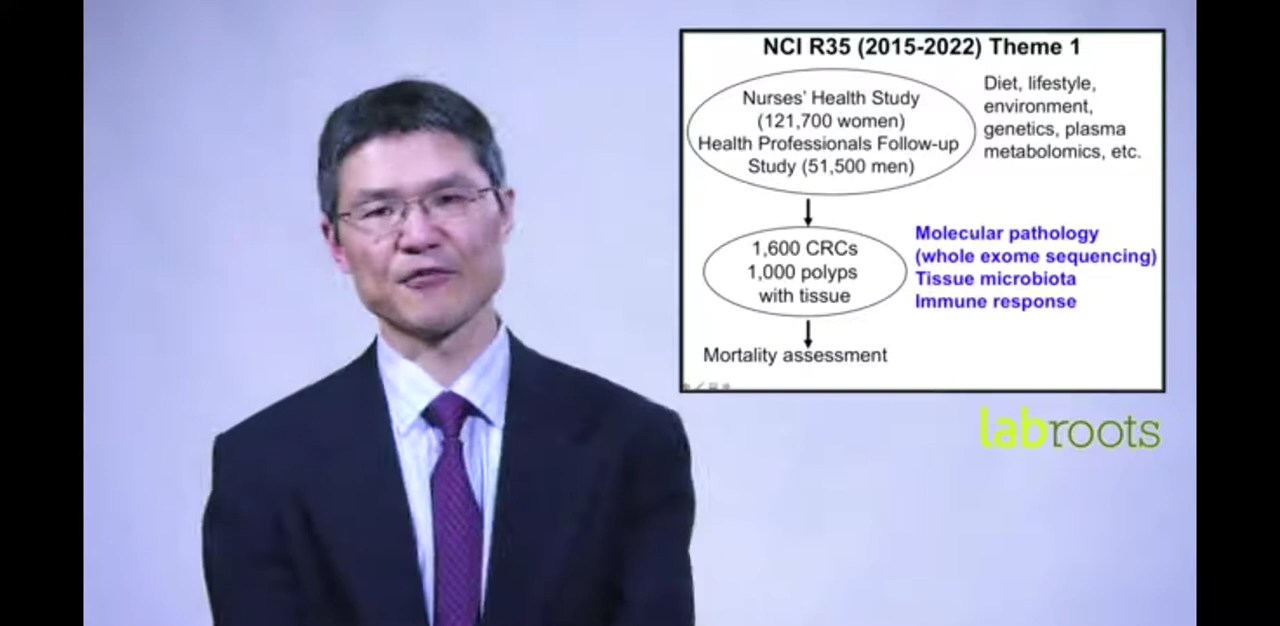 NCI R35 (2015-2022) Theme 1
Nurses' Health Study
(121,700 women)
Health Professionals Follow-up
Study (51,500 men)
Diet, lifestyle,
environment,
genetics, plasma
metabolomics, etc.
1,600 CRCs
1,000 polyps
with tissue
Molecular pathology
(whole exome sequencing)
Tissue microbiota
Immune response
Mortality assessment
labroots